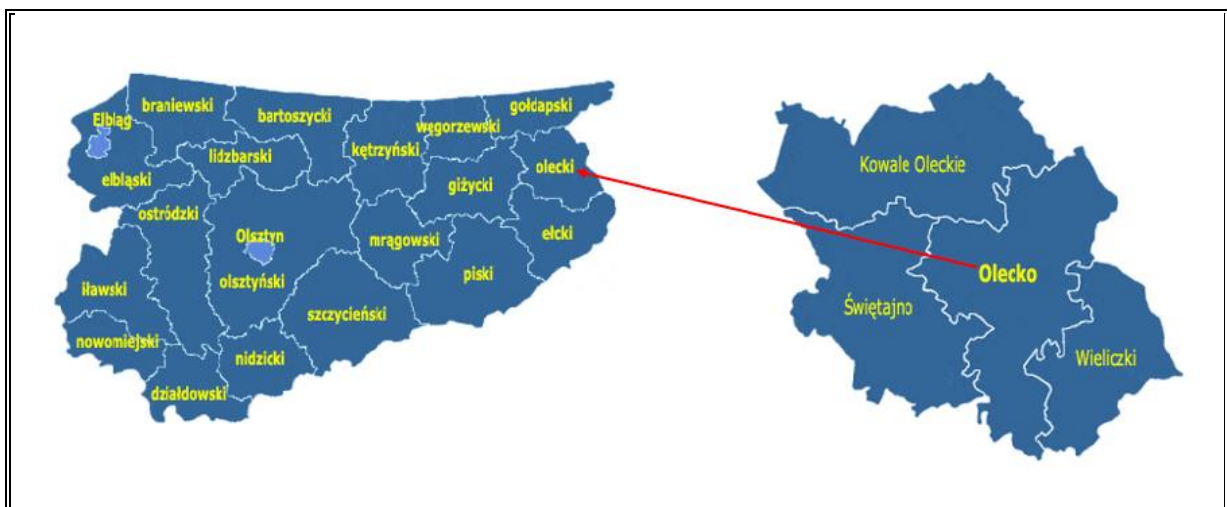 braniewski
bartoszycki
gołdapski
Elbląg
węgorzewski
kętrzyński
lidzbarski
olecki
elbląski
giżycki
ostródzki
Olsztyn
mrągowski
ełcki
olsztyński
piski
iławski
szczycieński
nowomiejski
nidzicki
działdowski
Kowale Oleckie
Olecko
Świętajno
Wieliczki